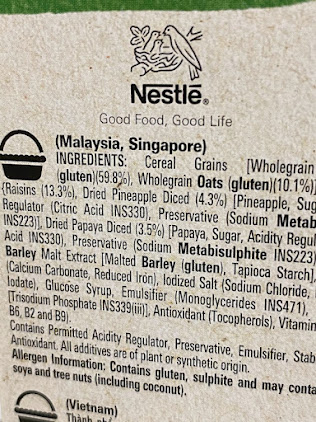 Nestlē®
Good Food, Good Life
(Malaysia, Singapore)
INGREDIENTS: Cereal Grains [Wholegrain
(gluten)(59.8%), Wholegrain Oats (gluten)(10.1%)]
(Raisins (13.3%), Dried Pineapple Diced (4.3%) [Pineapple, Sug
Regulator (Citric Acid INS330), Preservative (Sodium Metab
INS223)], Dried Papaya Diced (3.5%) [Papaya, Sugar, Acidity Regul
Acid INS330), Preservative (Sodium Metabisulphite INS223)
Barley Malt Extract [Malted Barley (gluten), Tapioca Starch],
(Calcium Carbonate, Reduced Iron), Iodized Salt (Sodium Chloride,
Iodate), Glucose Syrup, Emulsifier (Monoglycerides INS471),
[Trisodium Phosphate INS339(iii)], Antioxidant (Tocopherols), Vitamin
B6, B2 and B9).
Contains Permitted Acidity Regulator, Preservative, Emulsifier, Stab
Antioxidant. All additives are of plant or synthetic origin.
Allergen Information: Contains gluten, sulphite and may conta
soya and tree nuts (including coconut).
(Vietnam)
Thành